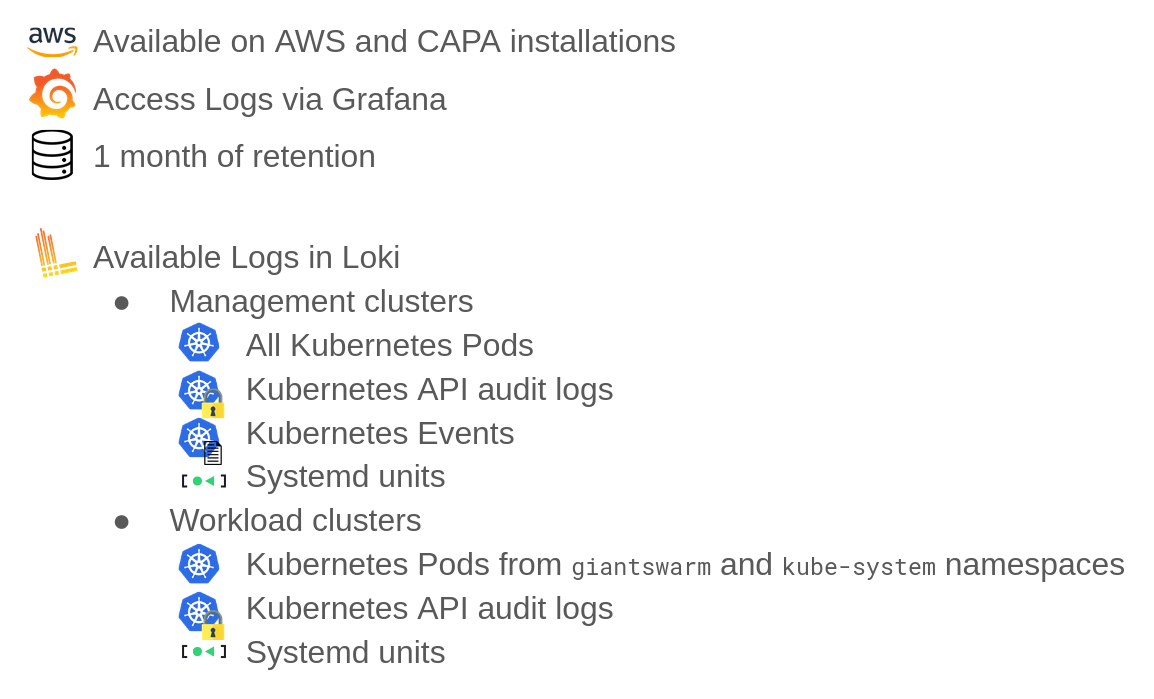 aws Available on AWS and CAPA installations
Access Logs via Grafana
1 month of retention
Available Logs in Loki
● Management clusters
All Kubernetes Pods
Kubernetes API audit logs
Kubernetes Events
Systemd units
● Workload clusters
Kubernetes Pods from giantswarm and kube-system namespaces
Kubernetes API audit logs
Systemd units